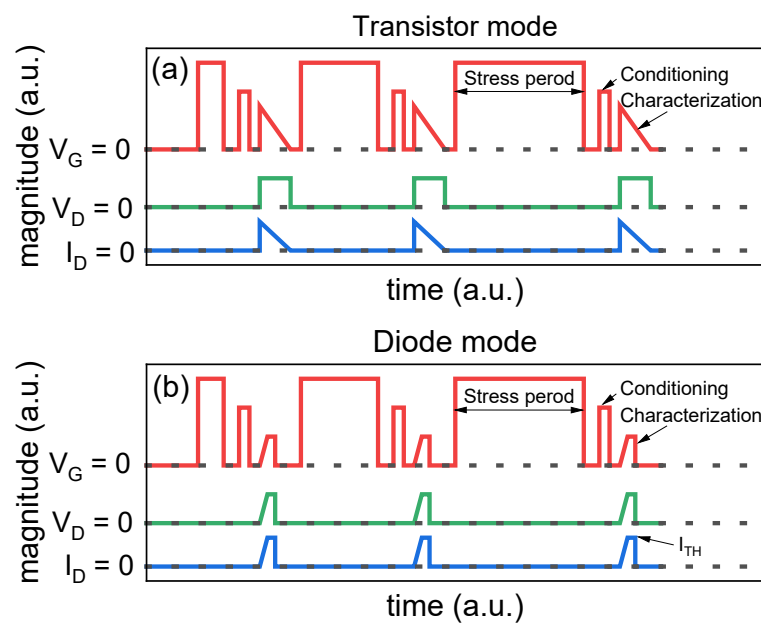 Transistor mode
(a)
magnitude (a.u.)
Stress perod
Conditioning
Characterization
V_G = 0
V_D = 0
I_D = 0
time (a.u.)
Diode mode
(b)
magnitude (a.u.)
Stress perod
Conditioning
Characterization
V_G = 0
V_D = 0
I_D = 0
I_TH
time (a.u.)